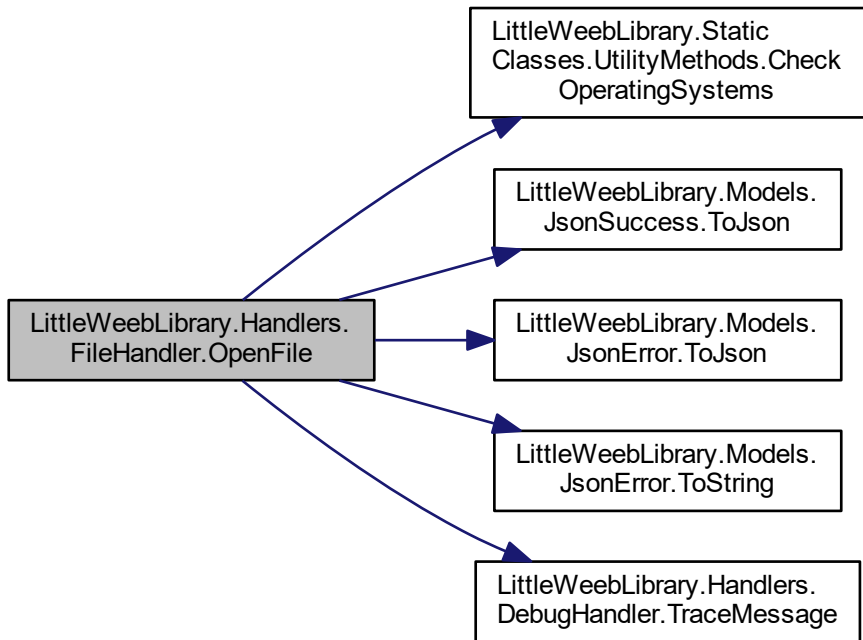 LittleWeebLibrary.Static
Classes.UtilityMethods.Check
OperatingSystems
LittleWeebLibrary.Models.
JsonSuccess.ToJson
LittleWeebLibrary.Handlers.
FileHandler.OpenFile
LittleWeebLibrary.Models.
JsonError.ToJson
LittleWeebLibrary.Models.
JsonError.ToString
LittleWeebLibrary.Handlers.
DebugHandler.TraceMessage